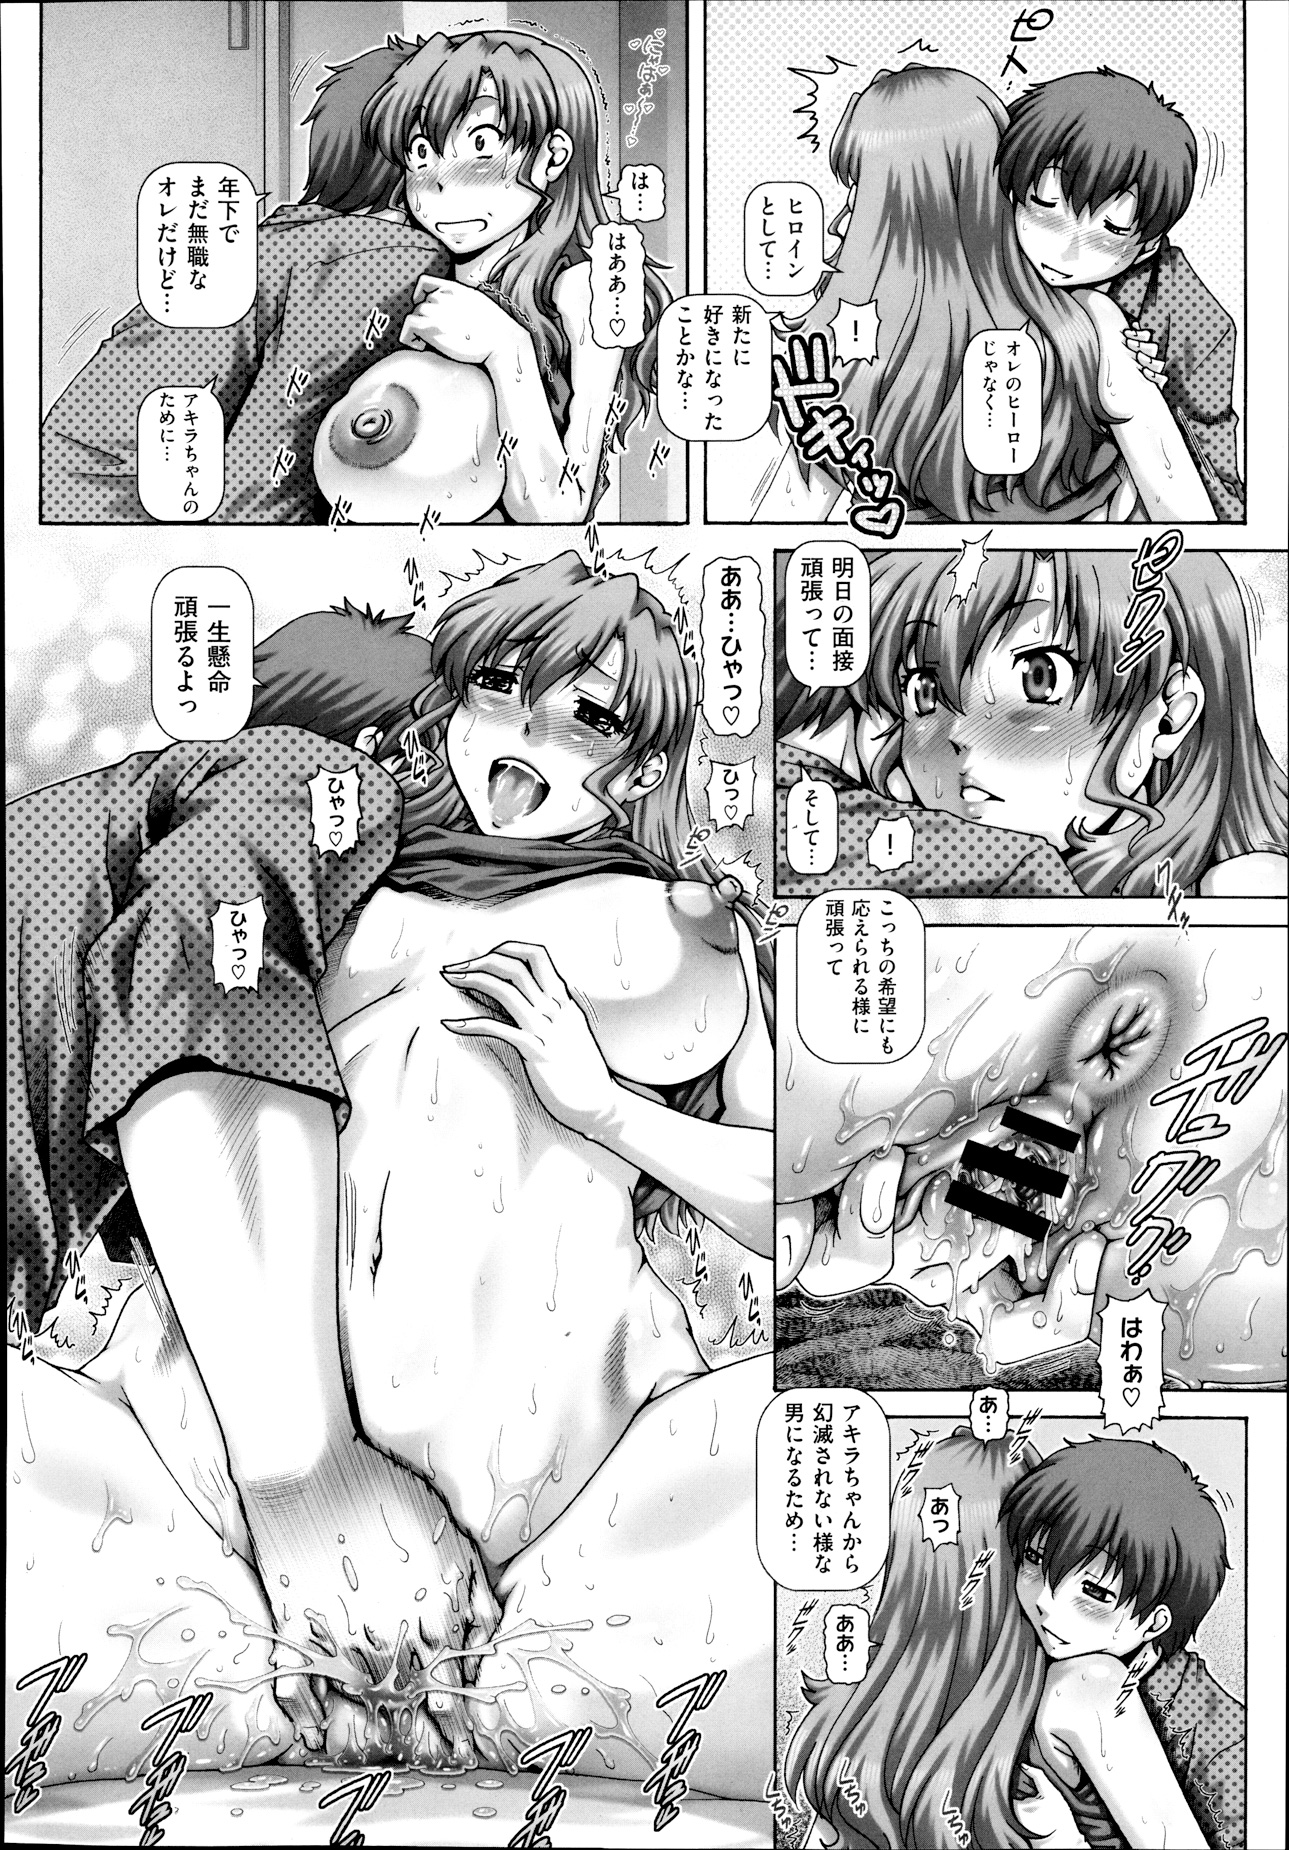 ピト…
ヒロイン
として…
オレのヒーロー
じゃなく…
！
新たに
好きになった
ことかな…
ドキメキッ♡
は…
はああ…♡
年下で
まだ無職な
オレだけど…
アキラちゃんの
ために…
ピクン
明日の面接
頑張って…
そして…
！
ああ…ひゃっ♡
ひっ♡
一生懸命
頑張るよっ
ひゃっ♡
ひゃっ♡
こっちの希望にも
応えられる様に
頑張って
はわぁ♡
あ…
あっ
ああ…
アキラちゃんから
幻滅されない様な
男になるため…